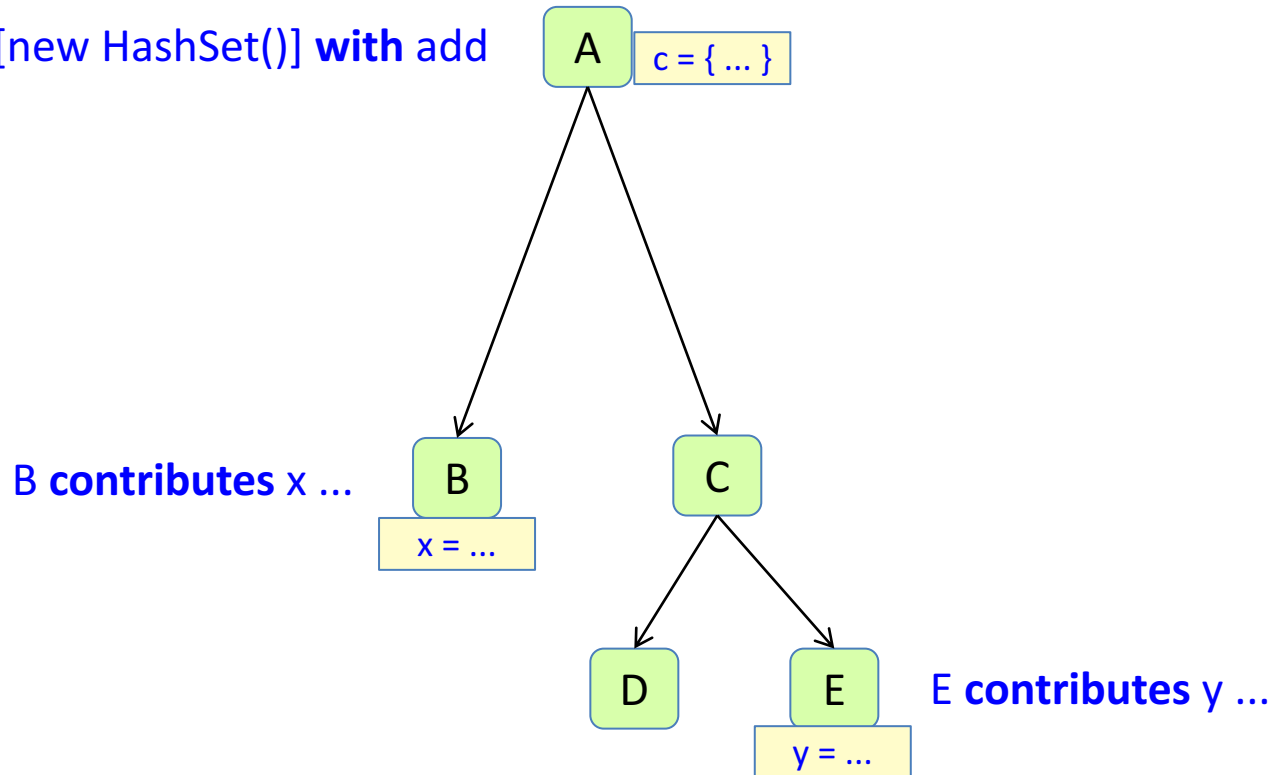 [new HashSet()] with add
A
c = { ... }
B contributes x ...
B
C
x = ...
D
E
E contributes y ...
y = ...